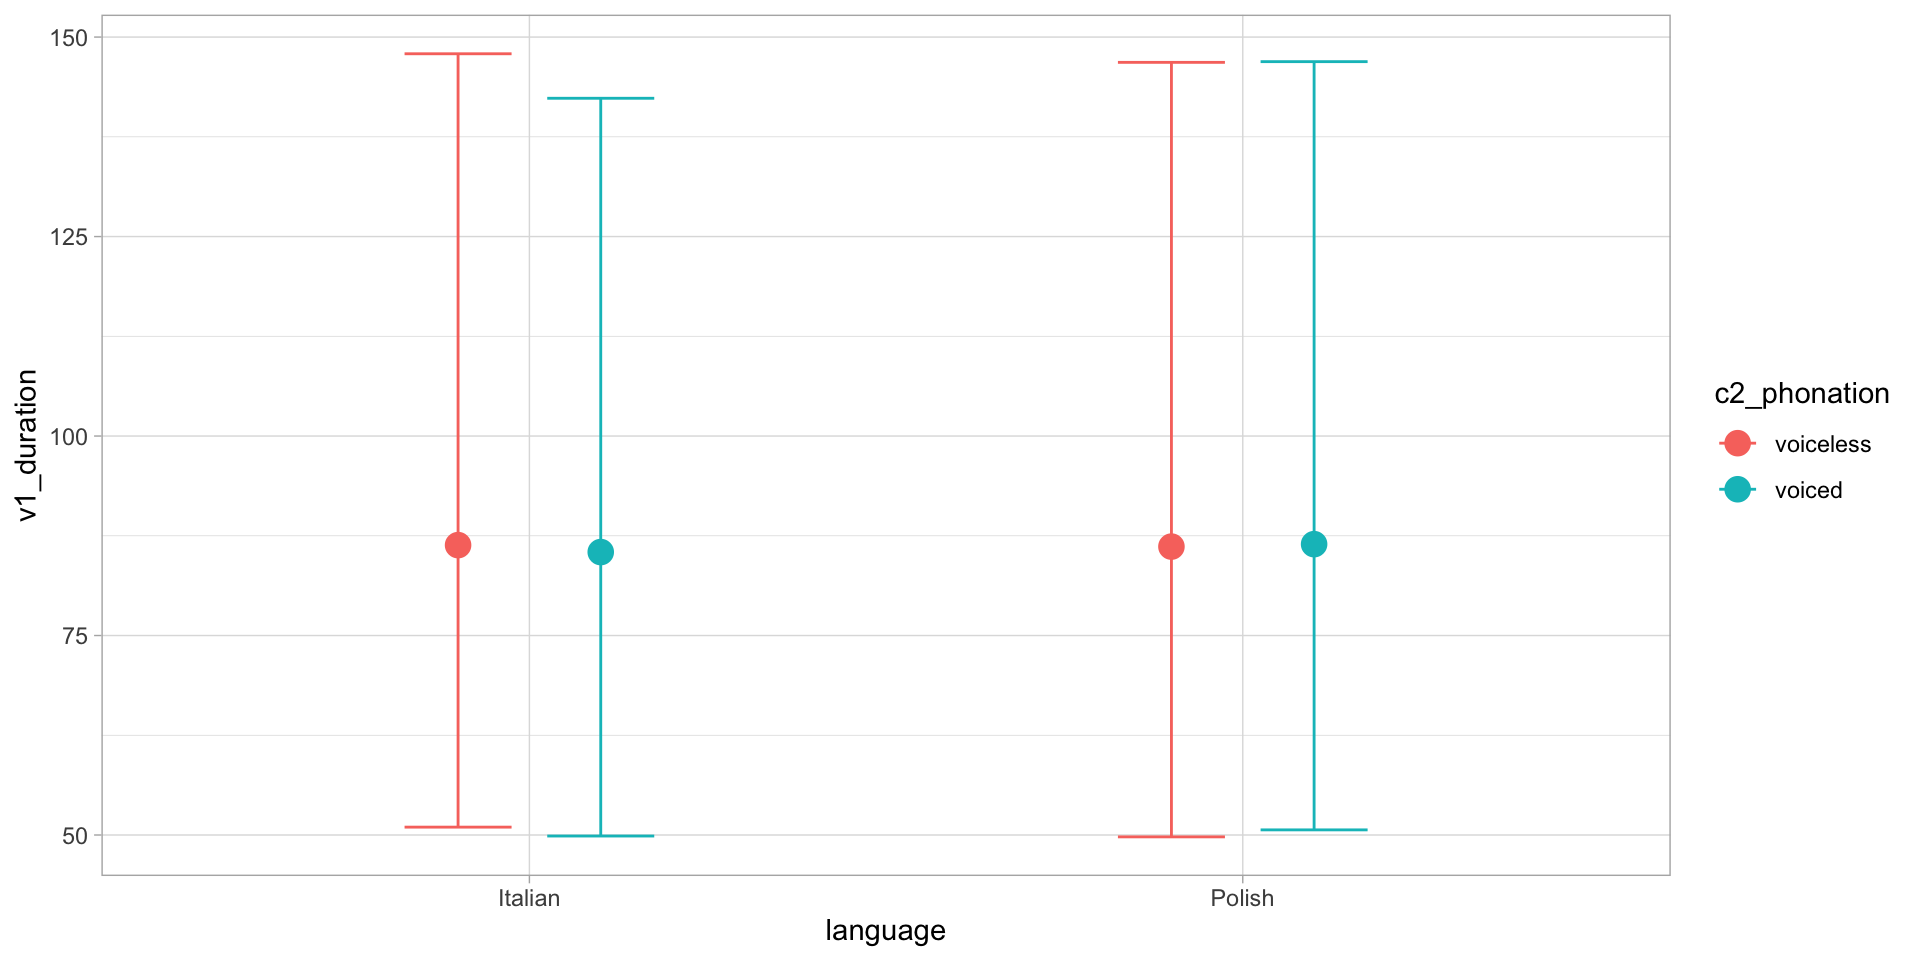 150
125
100
75
50
v1_duration
Italian
Polish
language
c2_phonation
voiceless
voiced